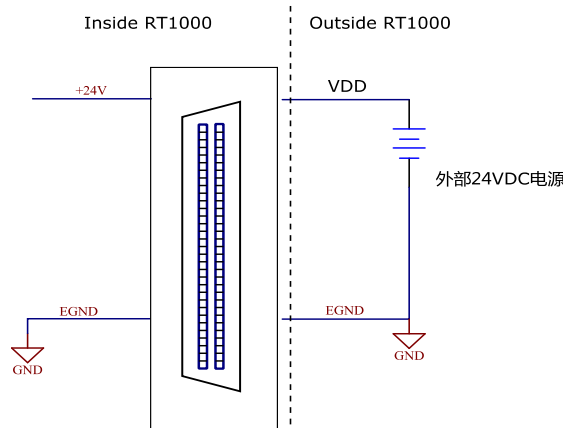 Inside RT1000
Outside RT1000
+24V
VDD
外部24VDC电源
EGND
EGND
GND
GND